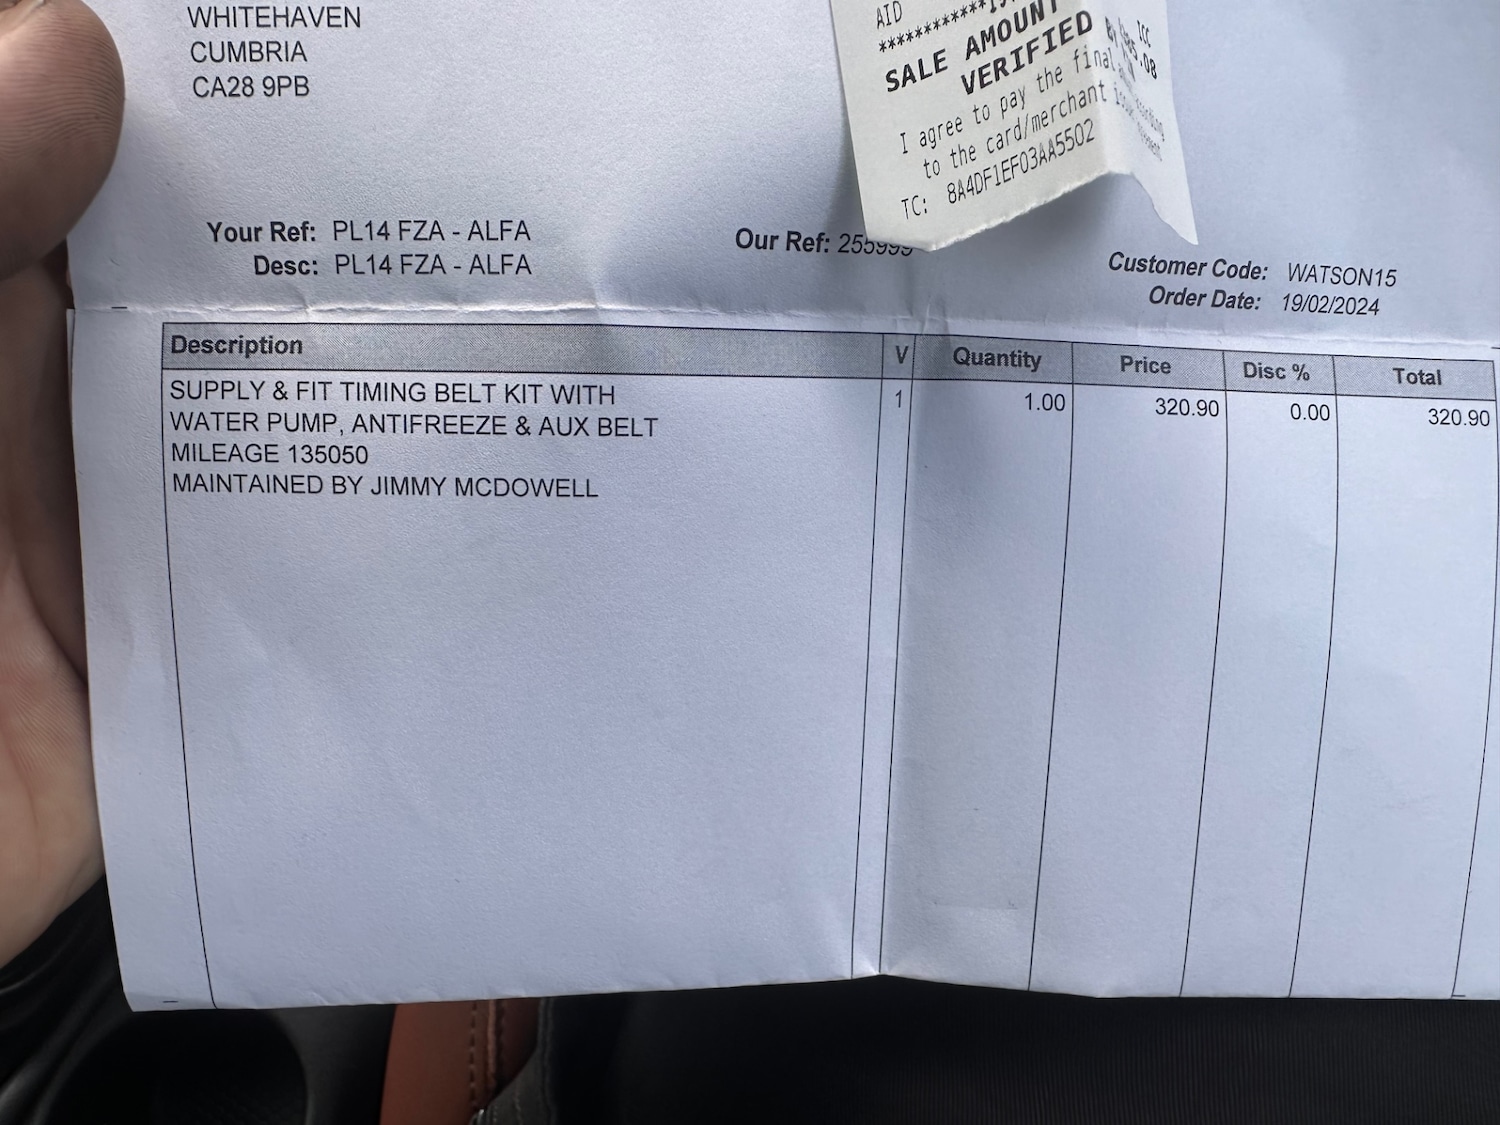 WHITEHAVEN
CUMBRIA
CA28 9PB
AID
ICC
SALE AMOUNT
VERIFIED BY PIN
I agree to pay the final
to the card/merchant
TC: 8A4DF1EF03AA5502
Your Ref: PL14 FZA - ALFA
Desc: PL14 FZA - ALFA
Our Ref: 255999
Customer Code: WATSON15
Order Date: 19/02/2024
Description V Quantity Price Disc % Total
SUPPLY & FIT TIMING BELT KIT WITH 1 1.00 320.90 0.00 320.90
WATER PUMP, ANTIFREEZE & AUX BELT
MILEAGE 135050
MAINTAINED BY JIMMY MCDOWELL